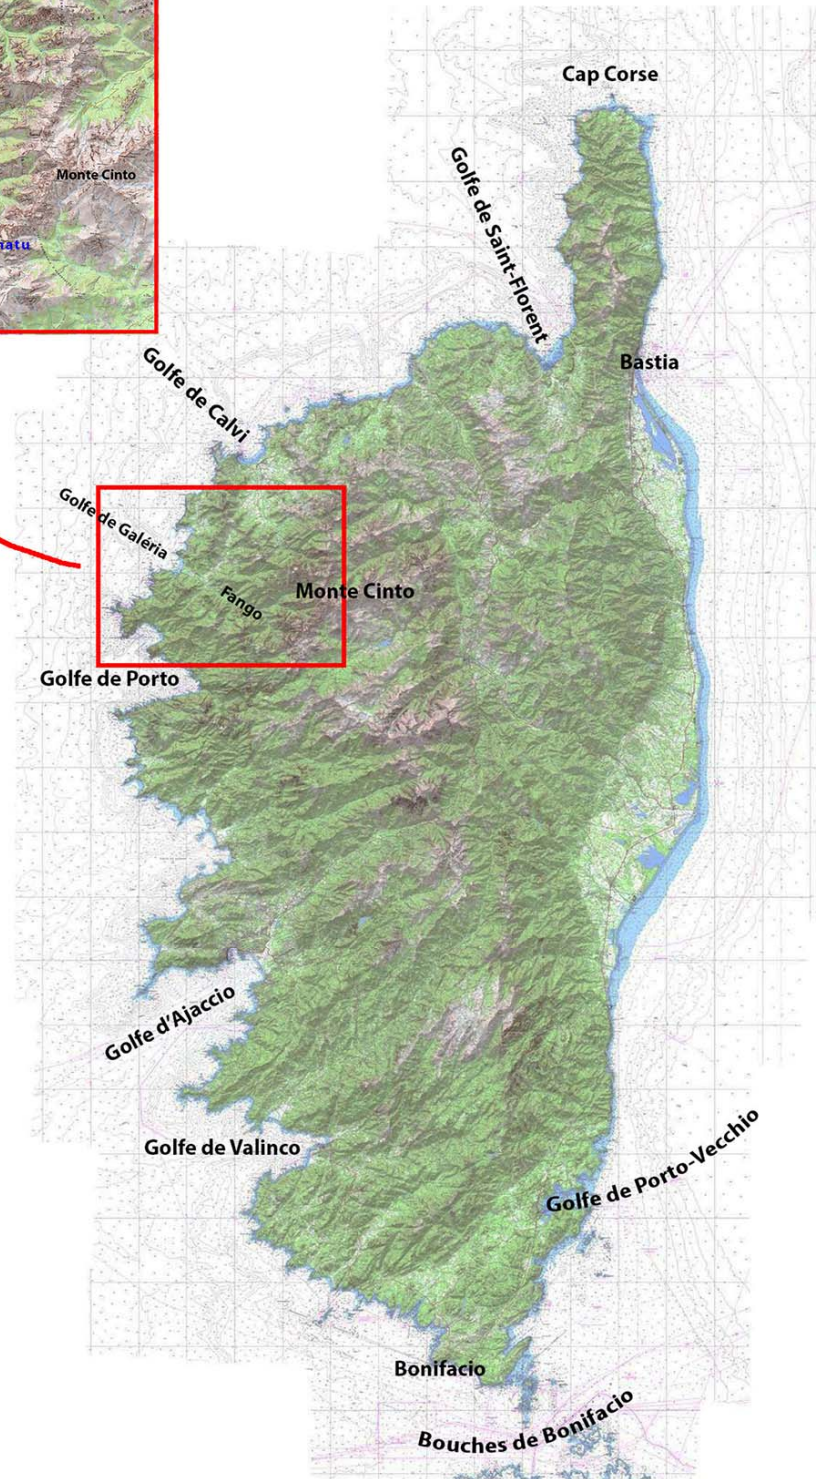 Cap Corse
Monte Cinto
Golfe de Saint-Florent
Bastia
Golfe de Calvi
Golfe de Galéria
Fango
Monte Cinto
Golfe de Porto
Golfe d'Ajaccio
Golfe de Valinco
Golfe de Porto-Vecchio
Bonifacio
Bouches de Bonifacio